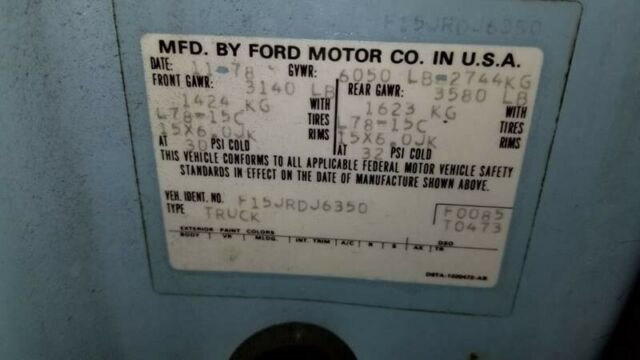 F15JRDJ6350
MFD. BY FORD MOTOR CO. IN U.S.A.
DATE: 11-78 GVWR: 6050 LB=2744KG
FRONT GAWR: 3140 LB REAR GAWR: 3580 LB
1424 KG WITH 1623 KG WITH
L78-15C TIRES L78-15C TIRES
15X6.0JK RIMS 15X6.0JK RIMS
AT 30 PSI COLD AT 32 PSI COLD
THIS VEHICLE CONFORMS TO ALL APPLICABLE FEDERAL MOTOR VEHICLE SAFETY
STANDARDS IN EFFECT ON THE DATE OF MANUFACTURE SHOWN ABOVE.
VEH. IDENT. NO. F15JRDJ6350
TYPE TRUCK
F0085
T0473
EXTERIOR PAINT COLORS DSO
BODY VR MLDG. INT. TRIM A/C R S AX TR